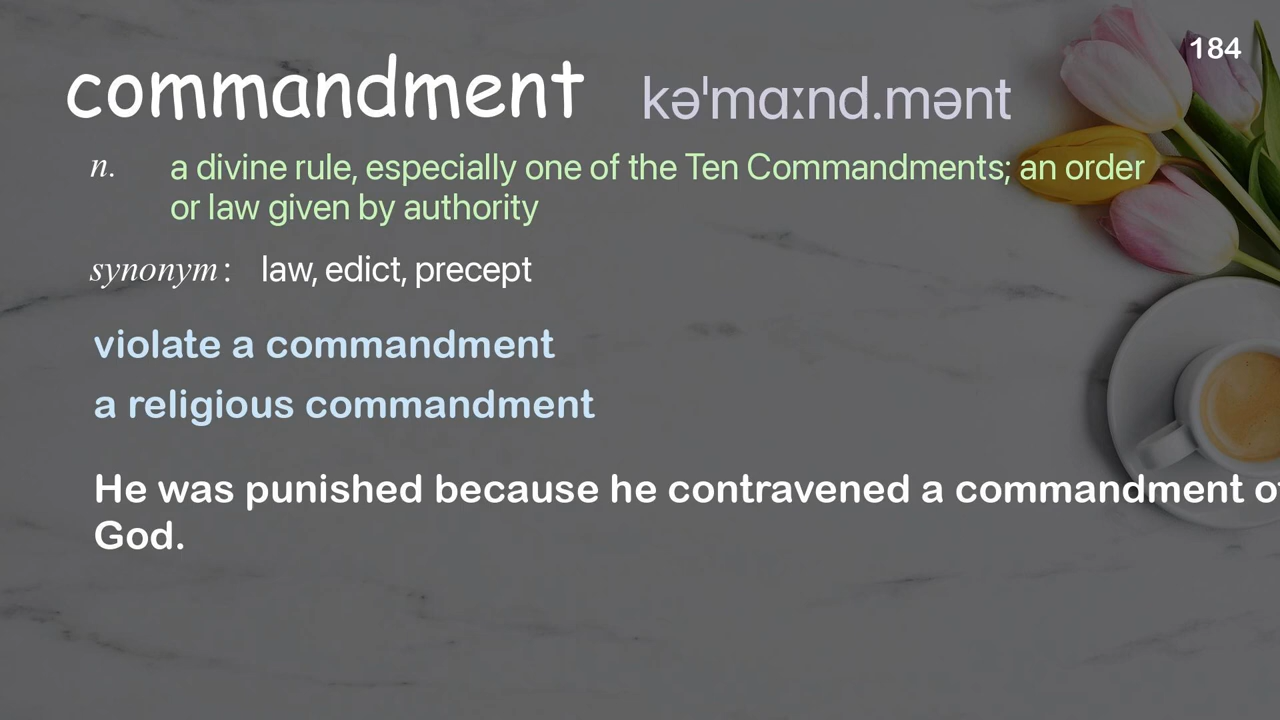 184
commandment kəˈmɑːnd.mənt
n. a divine rule, especially one of the Ten Commandments; an order
or law given by authority
synonym: law, edict, precept
violate a commandment
a religious commandment
He was punished because he contravened a commandment of
God.